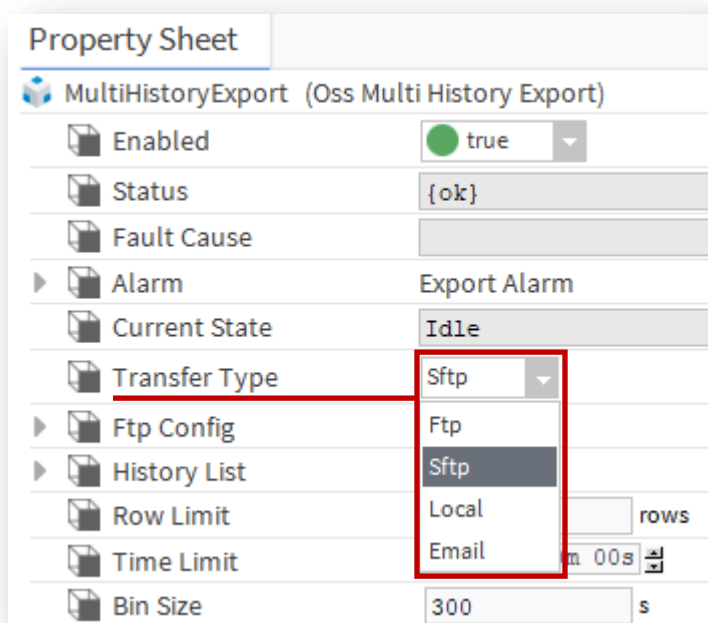 Property Sheet
MultiHistoryExport (Oss Multi History Export)
Enabled true
Status {ok}
Fault Cause
Alarm Export Alarm
Current State Idle
Transfer Type Sftp
Ftp Config Ftp
History List Sftp
Row Limit Local rows
Time Limit Email m 00s
Bin Size 300 s